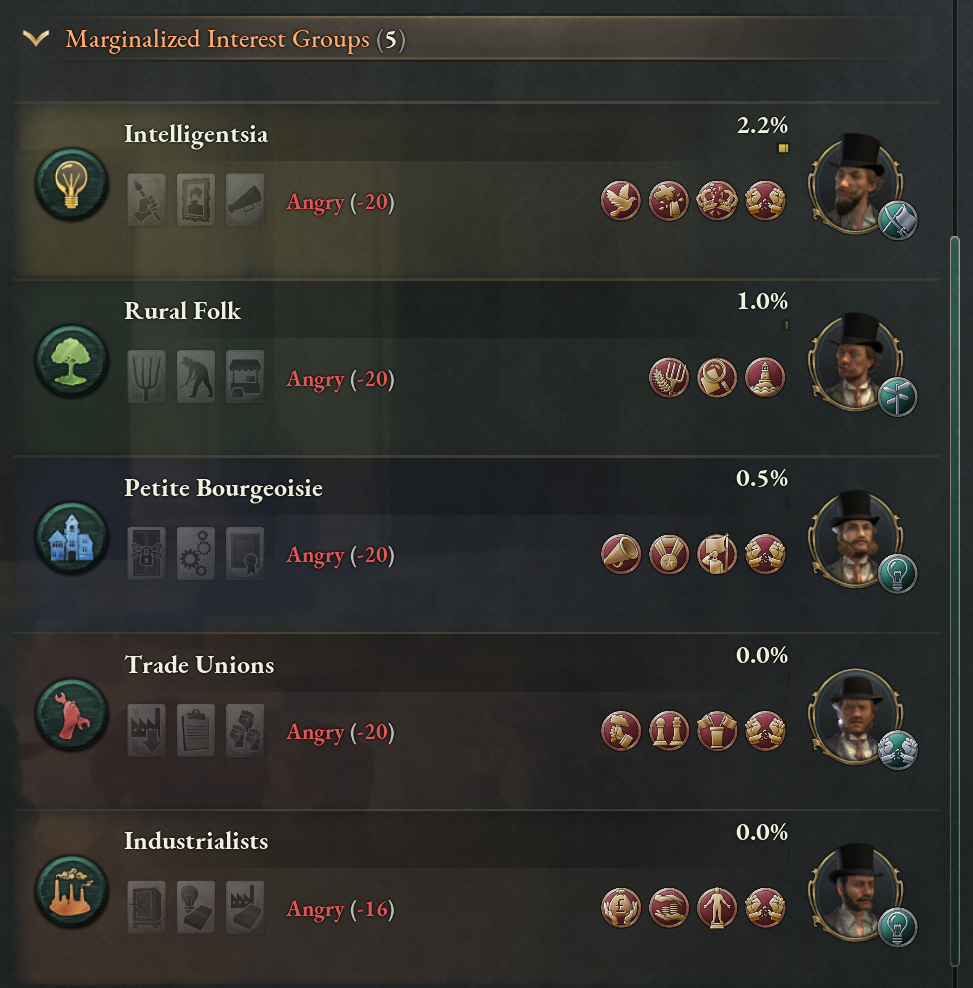 Marginalized Interest Groups (5)
Intelligentsia
2.2%
Angry (-20)
Rural Folk
1.0%
Angry (-20)
Petite Bourgeoisie
0.5%
Angry (-20)
Trade Unions
0.0%
Angry (-20)
Industrialists
0.0%
Angry (-16)
£